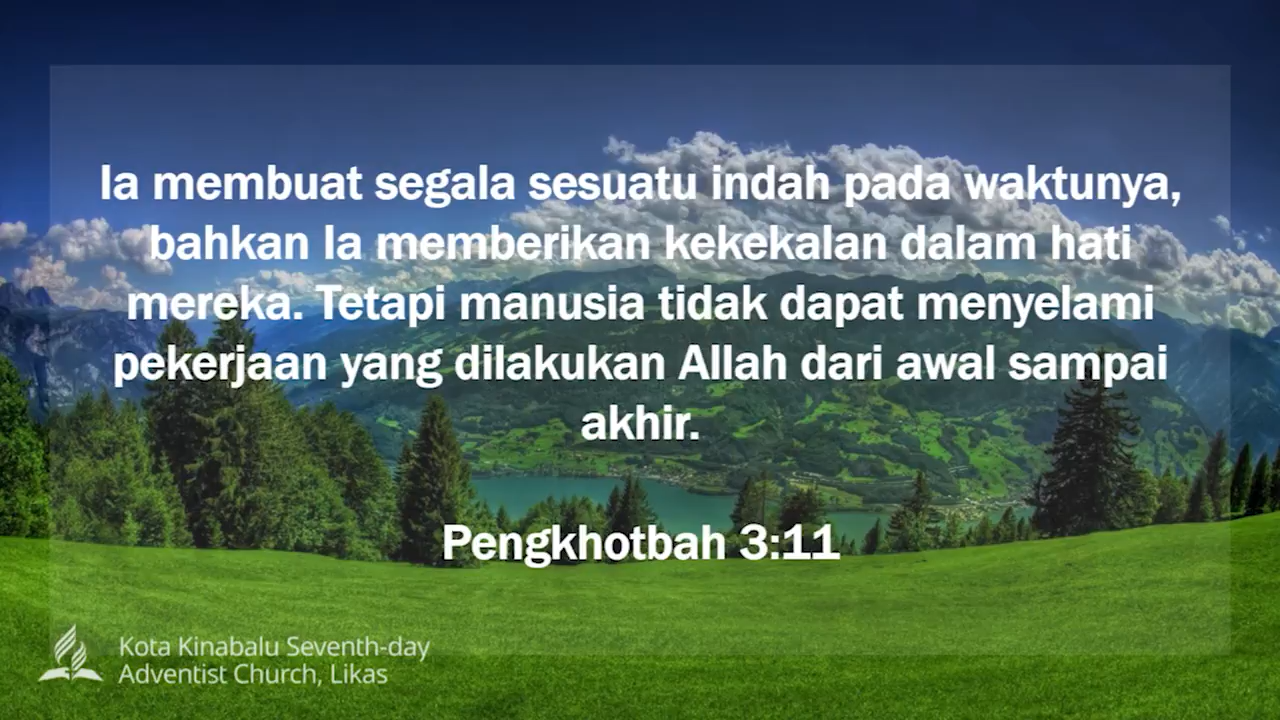 Ia membuat segala sesuatu indah pada waktunya,
bahkan Ia memberikan kekekalan dalam hati
mereka. Tetapi manusia tidak dapat menyelami
pekerjaan yang dilakukan Allah dari awal sampai
akhir.
Pengkhotbah 3:11
Kota Kinabalu Seventh-day
Adventist Church, Likas